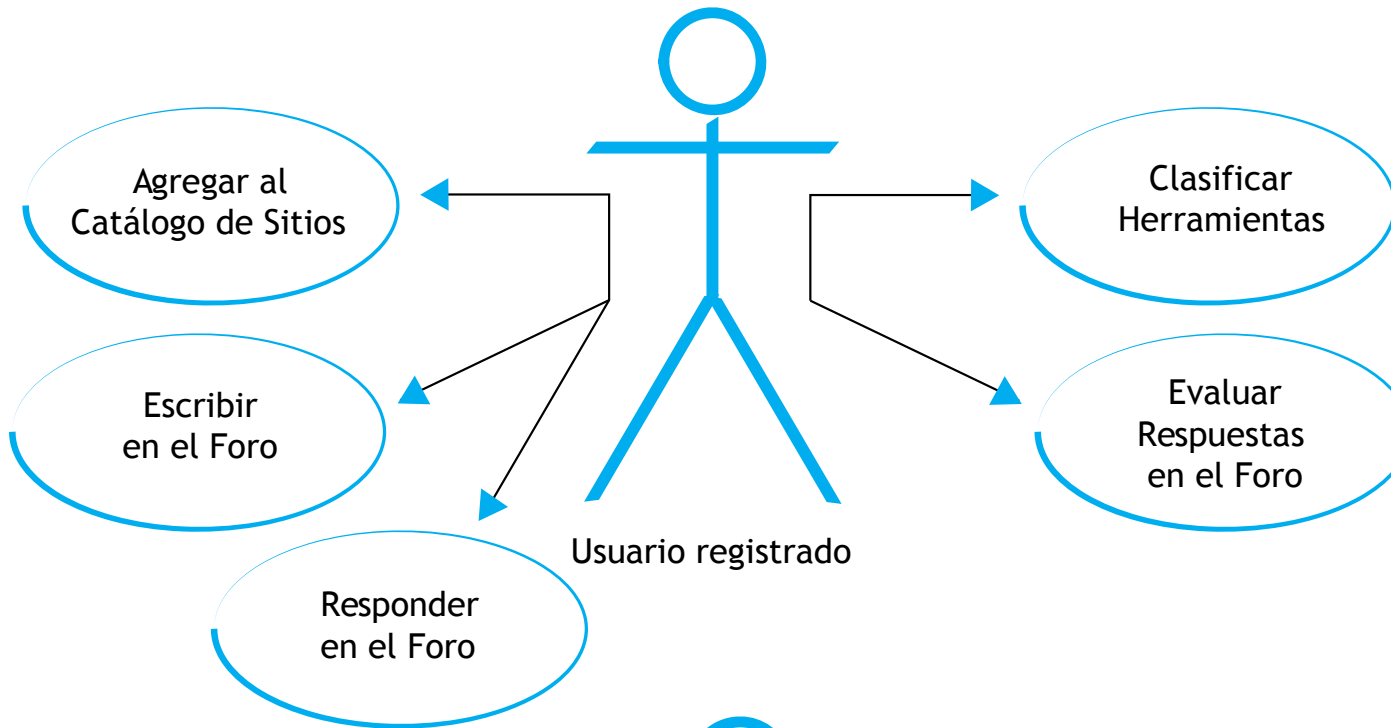 Agregar al
Catálogo de Sitios
Clasificar
Herramientas
Escribir
en el Foro
Evaluar
Respuestas
en el Foro
Usuario registrado
Responder
en el Foro